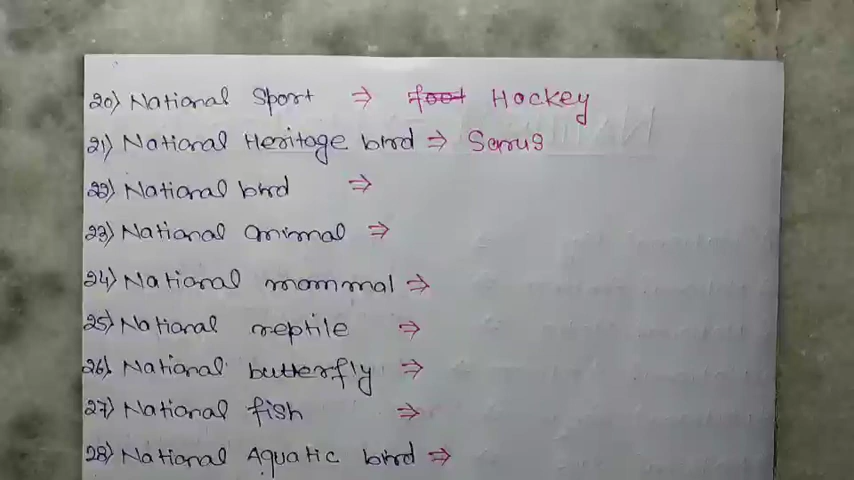 20) National Sport ⇒ foot Hockey
21) National Heritage bird ⇒ Sarus
22) National bird ⇒
23) National animal ⇒
24) National mammal ⇒
25) National reptile ⇒
26) National butterfly ⇒
27) National fish ⇒
28) National Aquatic bird ⇒